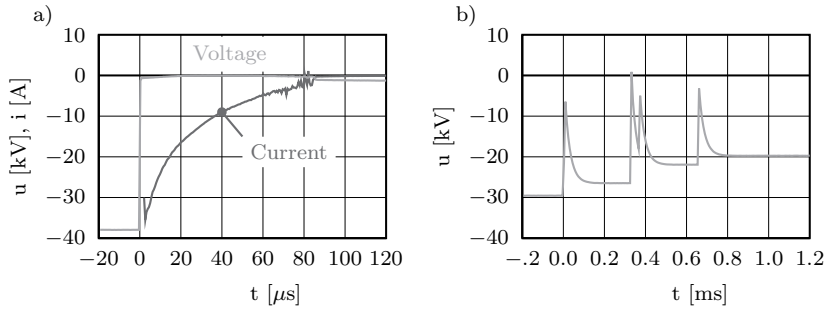 a)
10
0
−10
−20
−30
−40
u [kV], i [A]
Voltage
Current
−20 0 20 40 60 80 100 120
t [μs]
b)
10
0
−10
−20
−30
−40
u [kV]
−.2 0.0 0.2 0.4 0.6 0.8 1.0 1.2
t [ms]